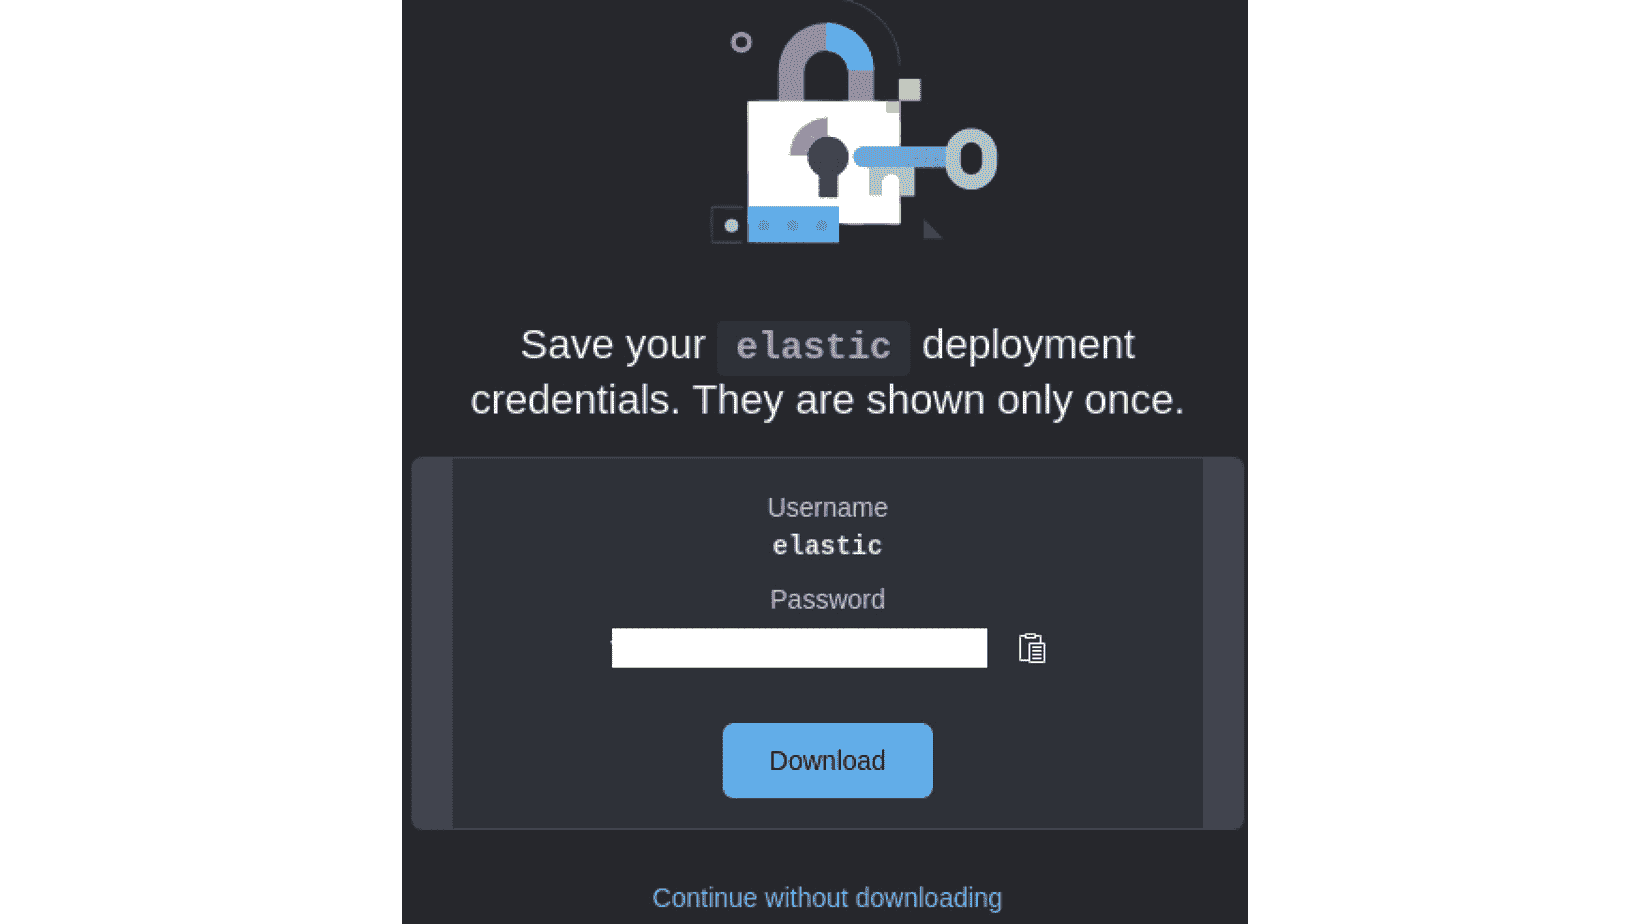 Save your elastic deployment
credentials. They are shown only once.
Username
elastic
Password
Download
Continue without downloading